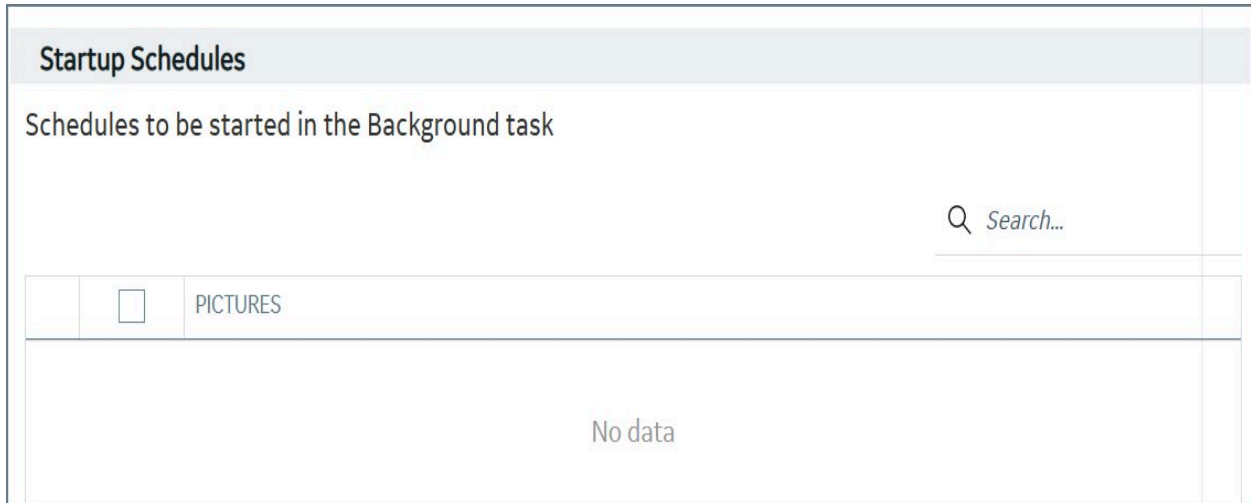 Startup Schedules
Schedules to be started in the Background task
Search...
PICTURES
No data